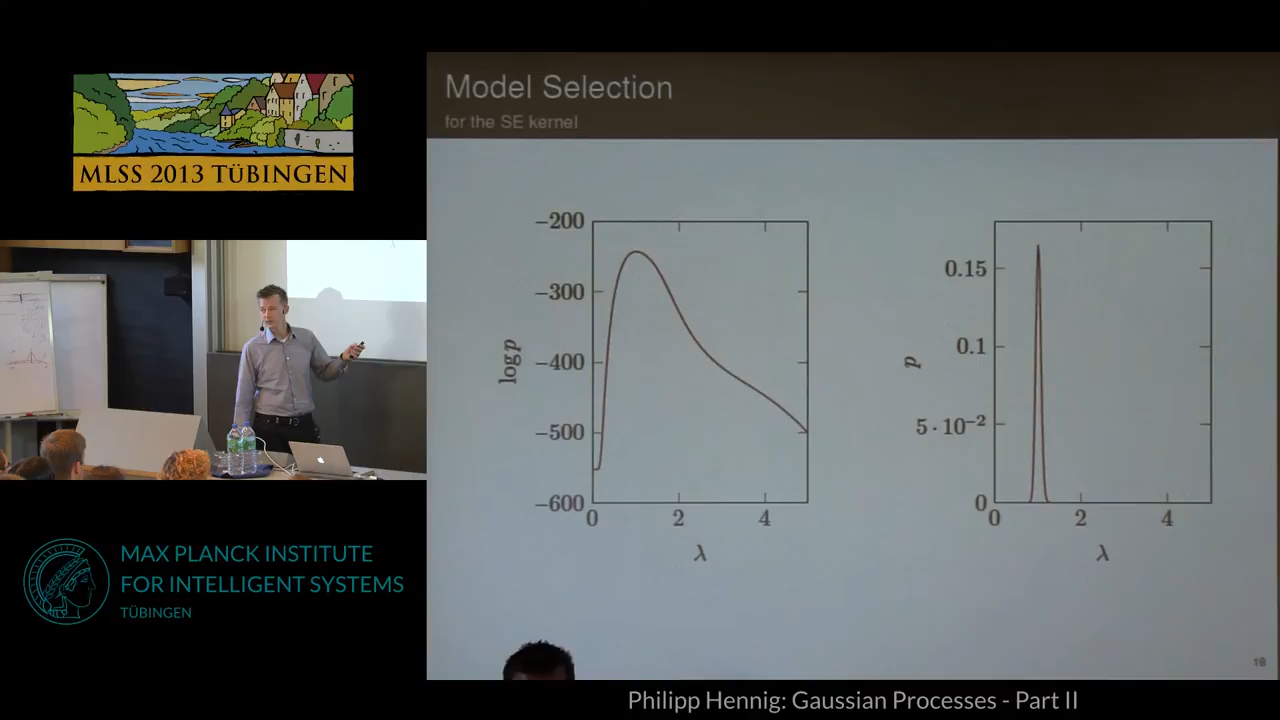 MLSS 2013 TÜBINGEN
MAX PLANCK INSTITUTE
FOR INTELLIGENT SYSTEMS
TÜBINGEN
Model Selection
for the SE kernel
−200
−300
−400
−500
−600
log p
0 2 4
λ
0.15
0.1
5 · 10⁻²
0
p
0 2 4
λ
18
Philipp Hennig: Gaussian Processes - Part II